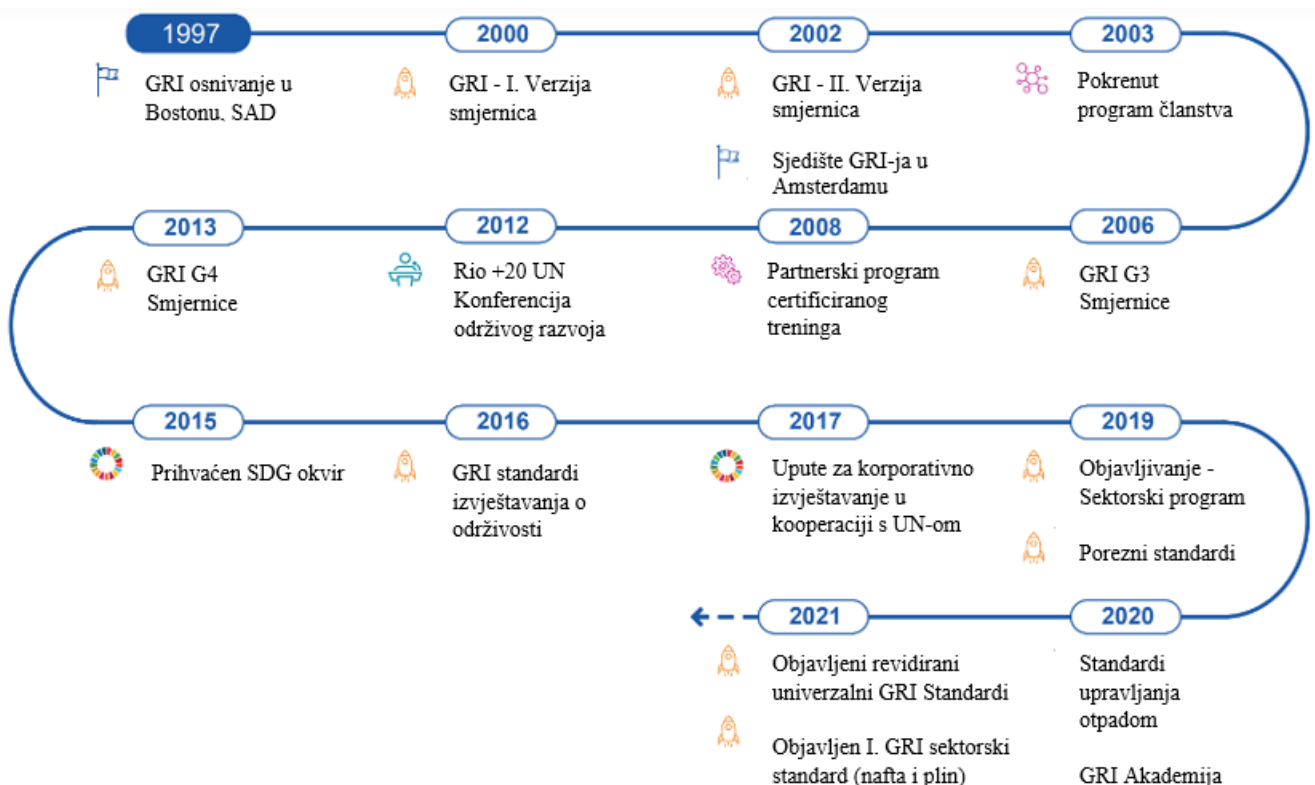 1997
GRI osnivanje u
Bostonu, SAD
2000
GRI - I. Verzija
smjernica
2002
GRI - II. Verzija
smjernica
Sjedište GRI-ja u
Amsterdamu
2003
Pokrenut
program članstva
2006
GRI G3
Smjernice
2008
Partnerski program
certificiranog
treninga
2012
Rio +20 UN
Konferencija
održivog razvoja
2013
GRI G4
Smjernice
2015
Prihvaćen SDG okvir
2016
GRI standardi
izvještavanja o
održivosti
2017
Upute za korporativno
izvještavanje u
kooperaciji s UN-om
2019
Objavljivanje -
Sektorski program
Porezni standardi
2020
Standardi
upravljanja
otpadom
GRI Akademija
2021
Objavljeni revidirani
univerzalni GRI Standardi
Objavljen I. GRI sektorski
standard (nafta i plin)